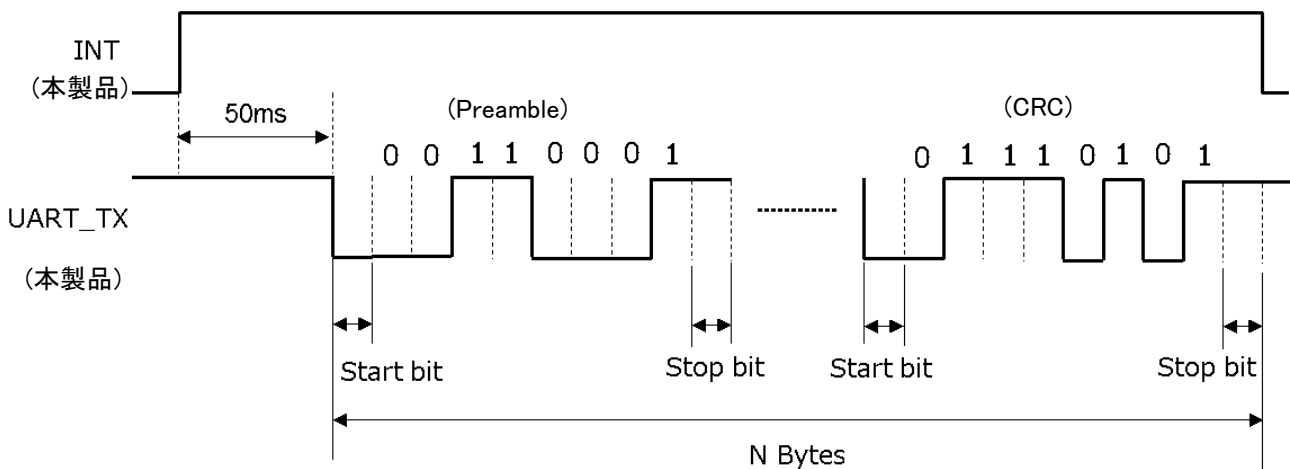 INT
(本製品)
50ms
(Preamble)
(CRC)
0 0 1 1 0 0 0 1
0 1 1 1 0 1 0 1
UART_TX
(本製品)
Start bit
Stop bit
Start bit
Stop bit
N Bytes